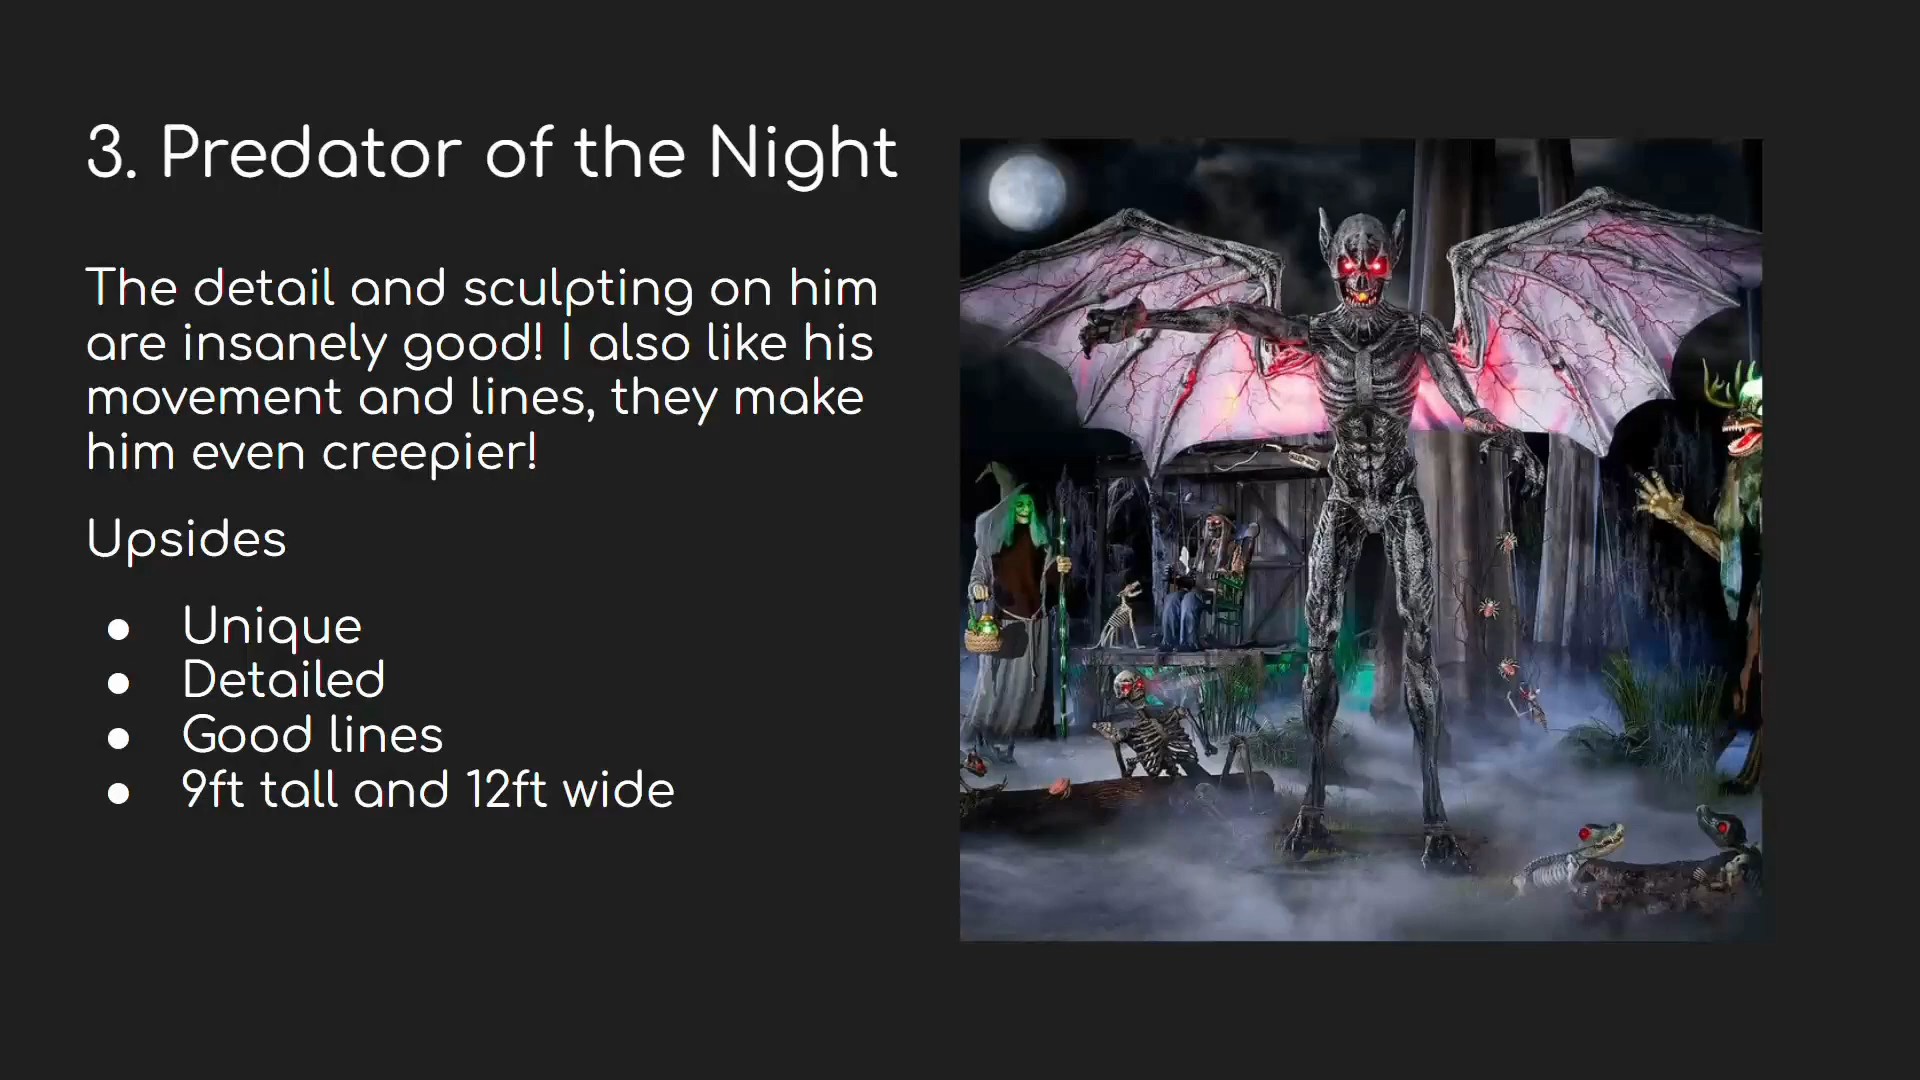 3. Predator of the Night
The detail and sculpting on him
are insanely good! I also like his
movement and lines, they make
him even creepier!
Upsides
● Unique
● Detailed
● Good lines
● 9ft tall and 12ft wide